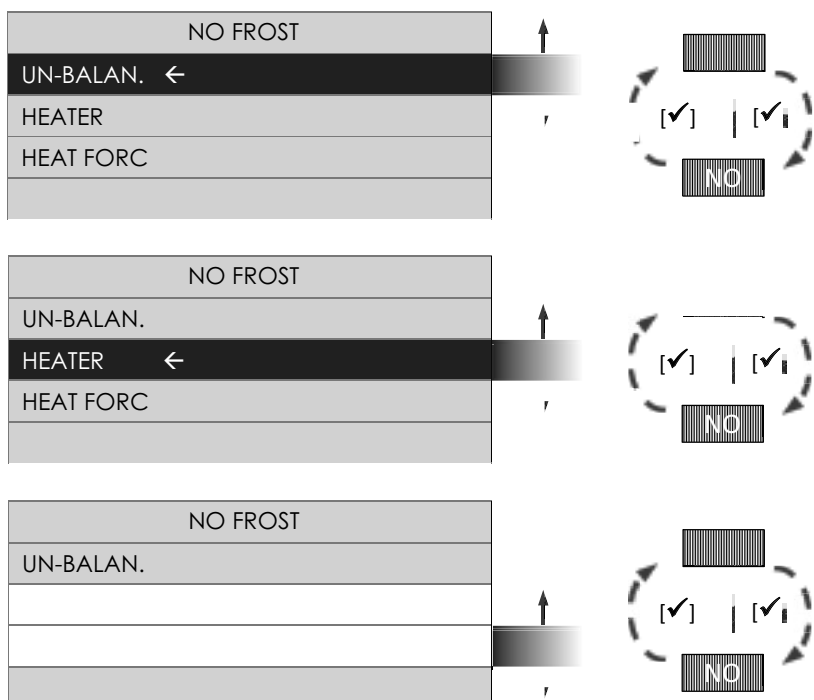 NO FROST
UN-BALAN. ←
HEATER
HEAT FORC
[✓] [✓
NO
NO FROST
UN-BALAN.
HEATER ←
HEAT FORC
[✓] [✓
NO
NO FROST
UN-BALAN.
[✓] [✓
NO